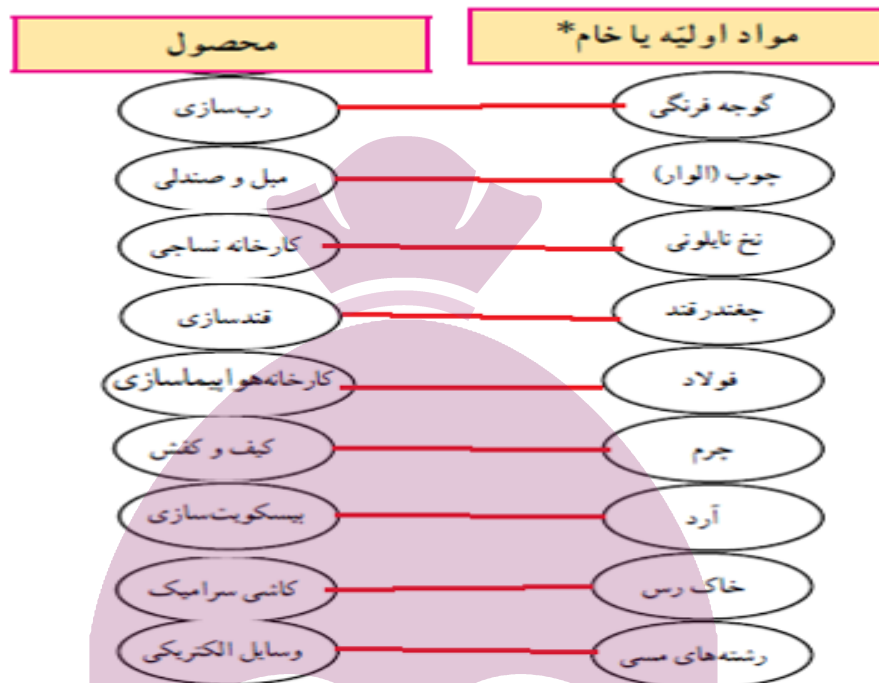 مواد اولیّه یا خام*
محصول
گوجه فرنگی
رب‌سازی
چوب (الوار)
مبل و صندلی
نخ نایلونی
کارخانه نساجی
چغندرقند
قندسازی
فولاد
کارخانه‌هواپیماسازی
چرم
کیف و کفش
آرد
بیسکویت‌سازی
خاک رس
کاشی سرامیک
رشته‌های مسی
وسایل الکتریکی